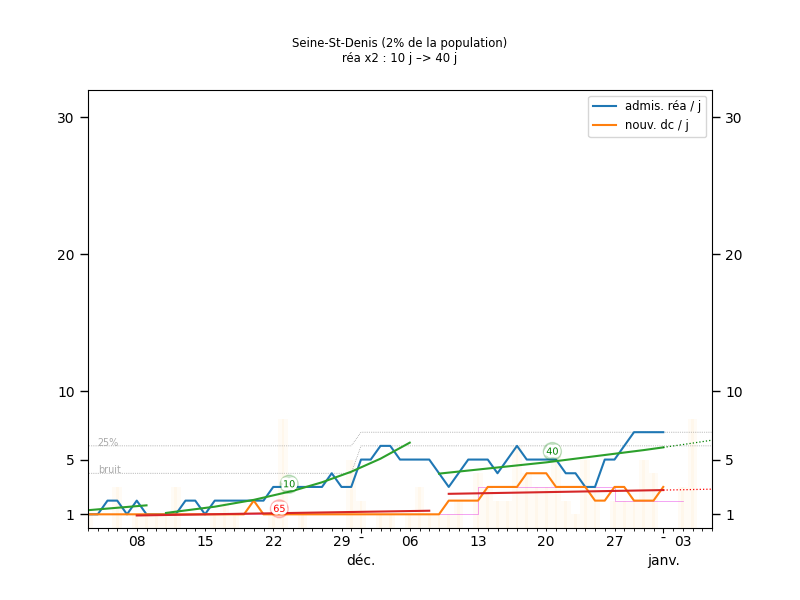 Seine-St-Denis (2% de la population)
réa x2 : 10 j –> 40 j
admis. réa / j
nouv. dc / j
30 30
20 20
10 10
5 5
1 1
25%
bruit
10
65
40
08 15 22 29 - 06 13 20 27 - 03
déc. janv.